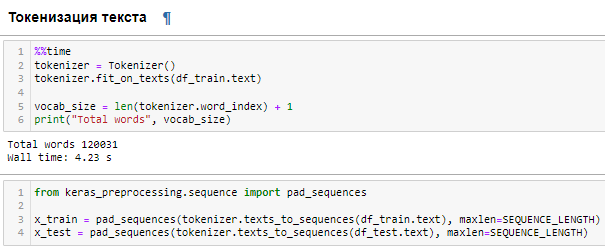 Токенизация текста ¶
1 %%time
2 tokenizer = Tokenizer()
3 tokenizer.fit_on_texts(df_train.text)
4
5 vocab_size = len(tokenizer.word_index) + 1
6 print("Total words", vocab_size)
Total words 120031
Wall time: 4.23 s
1 from keras_preprocessing.sequence import pad_sequences
2
3 x_train = pad_sequences(tokenizer.texts_to_sequences(df_train.text), maxlen=SEQUENCE_LENGTH)
4 x_test = pad_sequences(tokenizer.texts_to_sequences(df_test.text), maxlen=SEQUENCE_LENGTH)